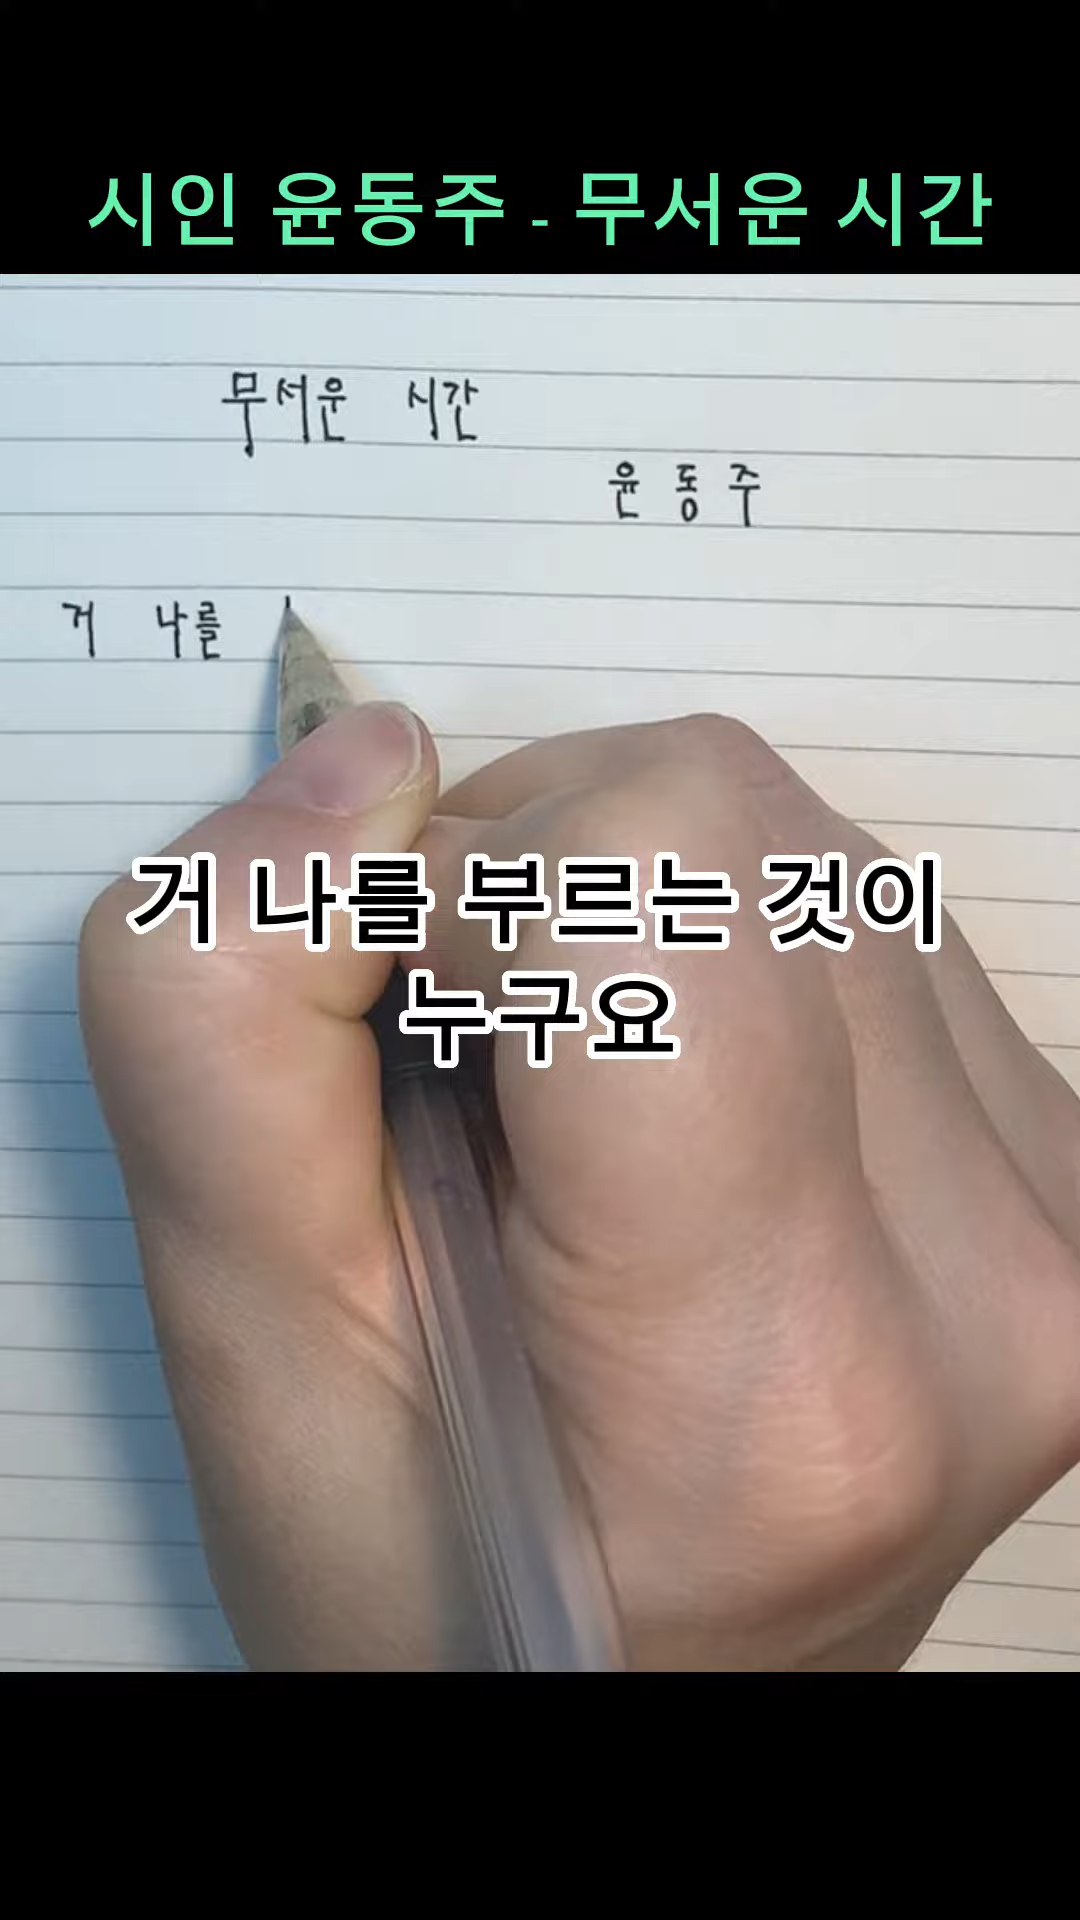 시인 윤동주 - 무서운 시간
무서운 시간
윤동주
거 나를
거 나를 부르는 것이
누구요